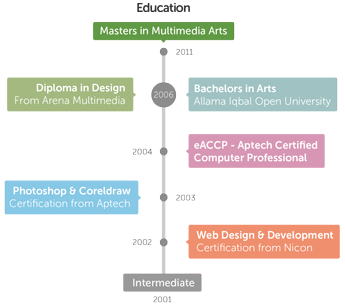 Education
Masters in Multimedia Arts
2011
Diploma in Design
From Arena Multimedia
2006
Bachelors in Arts
Allama Iqbal Open University
2004
eACCP - Aptech Certified
Computer Professional
Photoshop & Coreldraw
Certification from Aptech
2003
2002
Web Design & Development
Certification from Nicon
Intermediate
2001